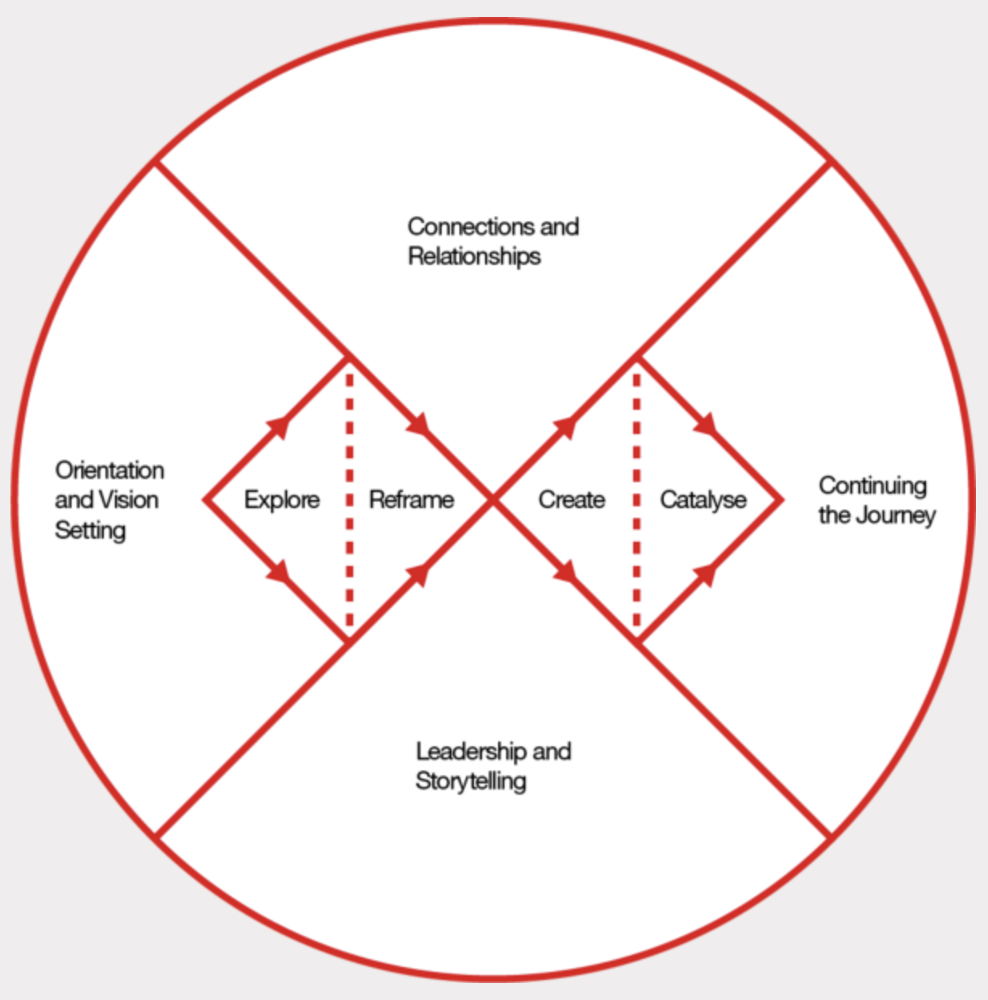 Connections and
Relationships
Orientation
and Vision
Setting
Explore
Reframe
Create
Catalyse
Continuing
the Journey
Leadership and
Storytelling